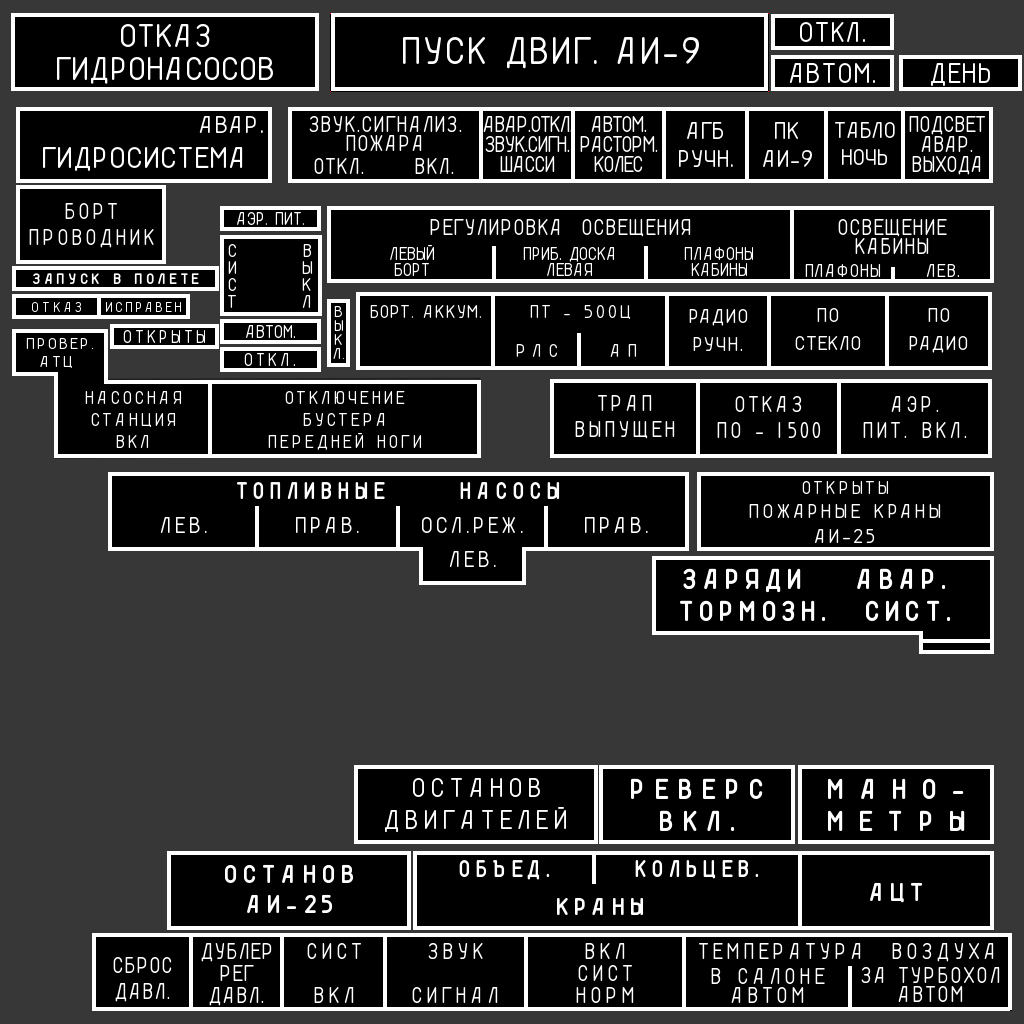 ОТКАЗ
ГИДРОНАСОСОВ
ПУСК ДВИГ. АИ-9
ОТКЛ.
АВТОМ.
ДЕНЬ
АВАР.
ГИДРОСИСТЕМА
ЗВУК.СИГНАЛИЗ.
ПОЖАРА
ОТКЛ. ВКЛ.
АВАР.ОТКЛ
ЗВУК.СИГН.
ШАССИ
АВТОМ.
РАСТОРМ.
КОЛЕС
АГБ
РУЧН.
ПК
АИ-9
ТАБЛО
НОЧЬ
ПОДСВЕТ
АВАР.
ВЫХОДА
БОРТ
ПРОВОДНИК
АЭР. ПИТ.
СИСТ
ВЫКЛ
РЕГУЛИРОВКА ОСВЕЩЕНИЯ
ЛЕВЫЙ
БОРТ
ПРИБ. ДОСКА
ЛЕВАЯ
ПЛАФОНЫ
КАБИНЫ
ОСВЕЩЕНИЕ
КАБИНЫ
ПЛАФОНЫ ЛЕВ.
ЗАПУСК В ПОЛЕТЕ
ОТКАЗ ИСПРАВЕН
ОТКРЫТЫ
АВТОМ.
ОТКЛ.
ВЫКЛ.
БОРТ. АККУМ.
ПТ - 500Ц
РЛС АП
РАДИО
РУЧН.
ПО
СТЕКЛО
ПО
РАДИО
ПРОВЕР.
АТЦ
НАСОСНАЯ
СТАНЦИЯ
ВКЛ
ОТКЛЮЧЕНИЕ
БУСТЕРА
ПЕРЕДНЕЙ НОГИ
ТРАП
ВЫПУЩЕН
ОТКАЗ
ПО - 1500
АЭР.
ПИТ. ВКЛ.
ТОПЛИВНЫЕ НАСОСЫ
ЛЕВ. ПРАВ. ОСЛ.РЕЖ. ПРАВ.
ЛЕВ.
ОТКРЫТЫ
ПОЖАРНЫЕ КРАНЫ
АИ-25
ЗАРЯДИ АВАР.
ТОРМОЗН. СИСТ.
ОСТАНОВ
ДВИГАТЕЛЕЙ
РЕВЕРС
ВКЛ.
МАНО-
МЕТРЫ
ОСТАНОВ
АИ-25
ОБЪЕД. КОЛЬЦЕВ.
КРАНЫ
АЦТ
СБРОС
ДАВЛ.
ДУБЛЕР
РЕГ
ДАВЛ.
СИСТ
ВКЛ
ЗВУК
СИГНАЛ
ВКЛ
СИСТ
НОРМ
ТЕМПЕРАТУРА ВОЗДУХА
В САЛОНЕ
АВТОМ
ЗА ТУРБОХОЛ
АВТОМ